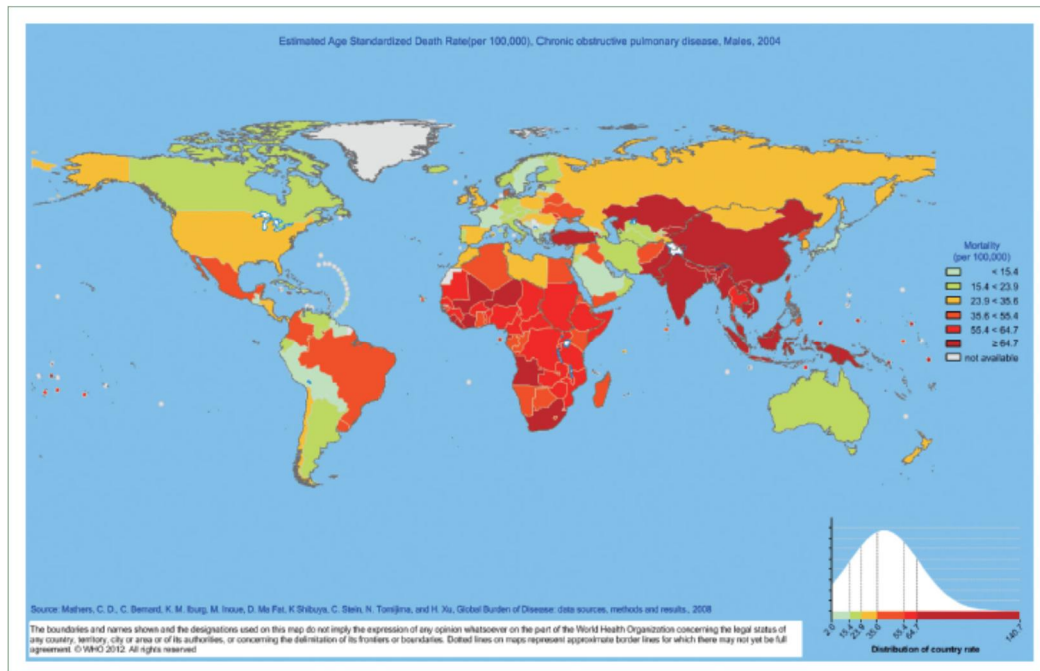 Estimated Age Standardized Death Rate(per 100,000), Chronic obstructive pulmonary disease, Males, 2004
Mortality
(per 100,000)
< 15.4
15.4 < 23.9
23.9 < 35.6
35.6 < 55.4
55.4 < 64.7
≥ 64.7
not available
2.0
15.4
23.9
35.6
55.4
64.7
140.7
Distribution of country rate
Source: Mathers, C. D., C. Bernard, K. M. Iburg, M. Inoue, D. Ma Fat, K Shibuya, C. Stein, N. Tomijima, and H. Xu, Global Burden of Disease: data sources, methods and results., 2008
The boundaries and names shown and the designations used on this map do not imply the expression of any opinion whatsoever on the part of the World Health Organization concerning the legal status of
any country, territory, city or area or of its authorities, or concerning the delimitation of its frontiers or boundaries. Dotted lines on maps represent approximate border lines for which there may not yet be full
agreement. © WHO 2012. All rights reserved